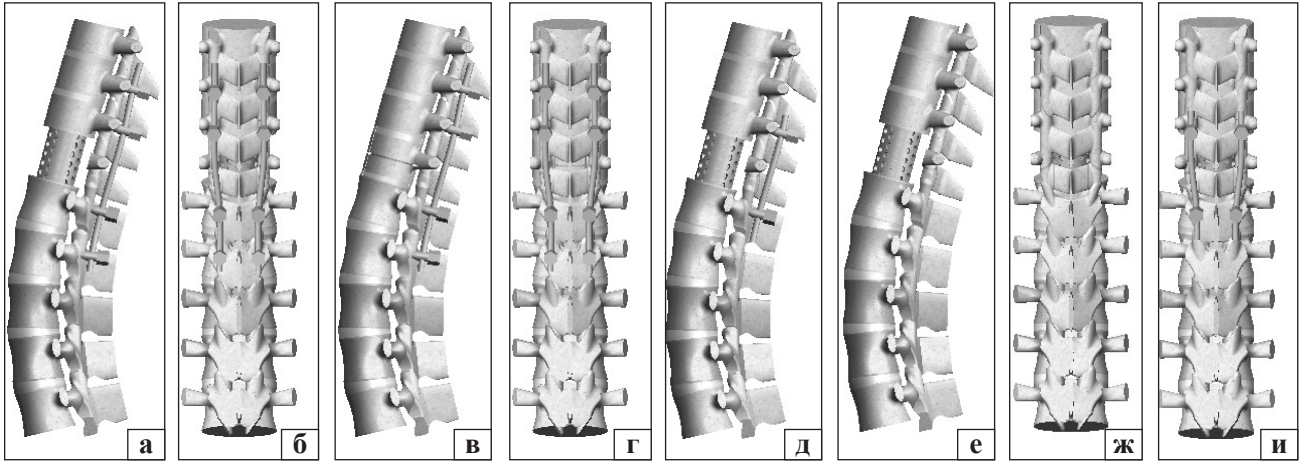 а б в г д е ж и